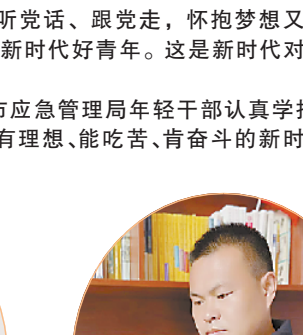 听党话、跟党走，怀抱梦想又
新时代好青年。这是新时代对
市应急管理局年轻干部认真学
有理想、能吃苦、肯奋斗的新时